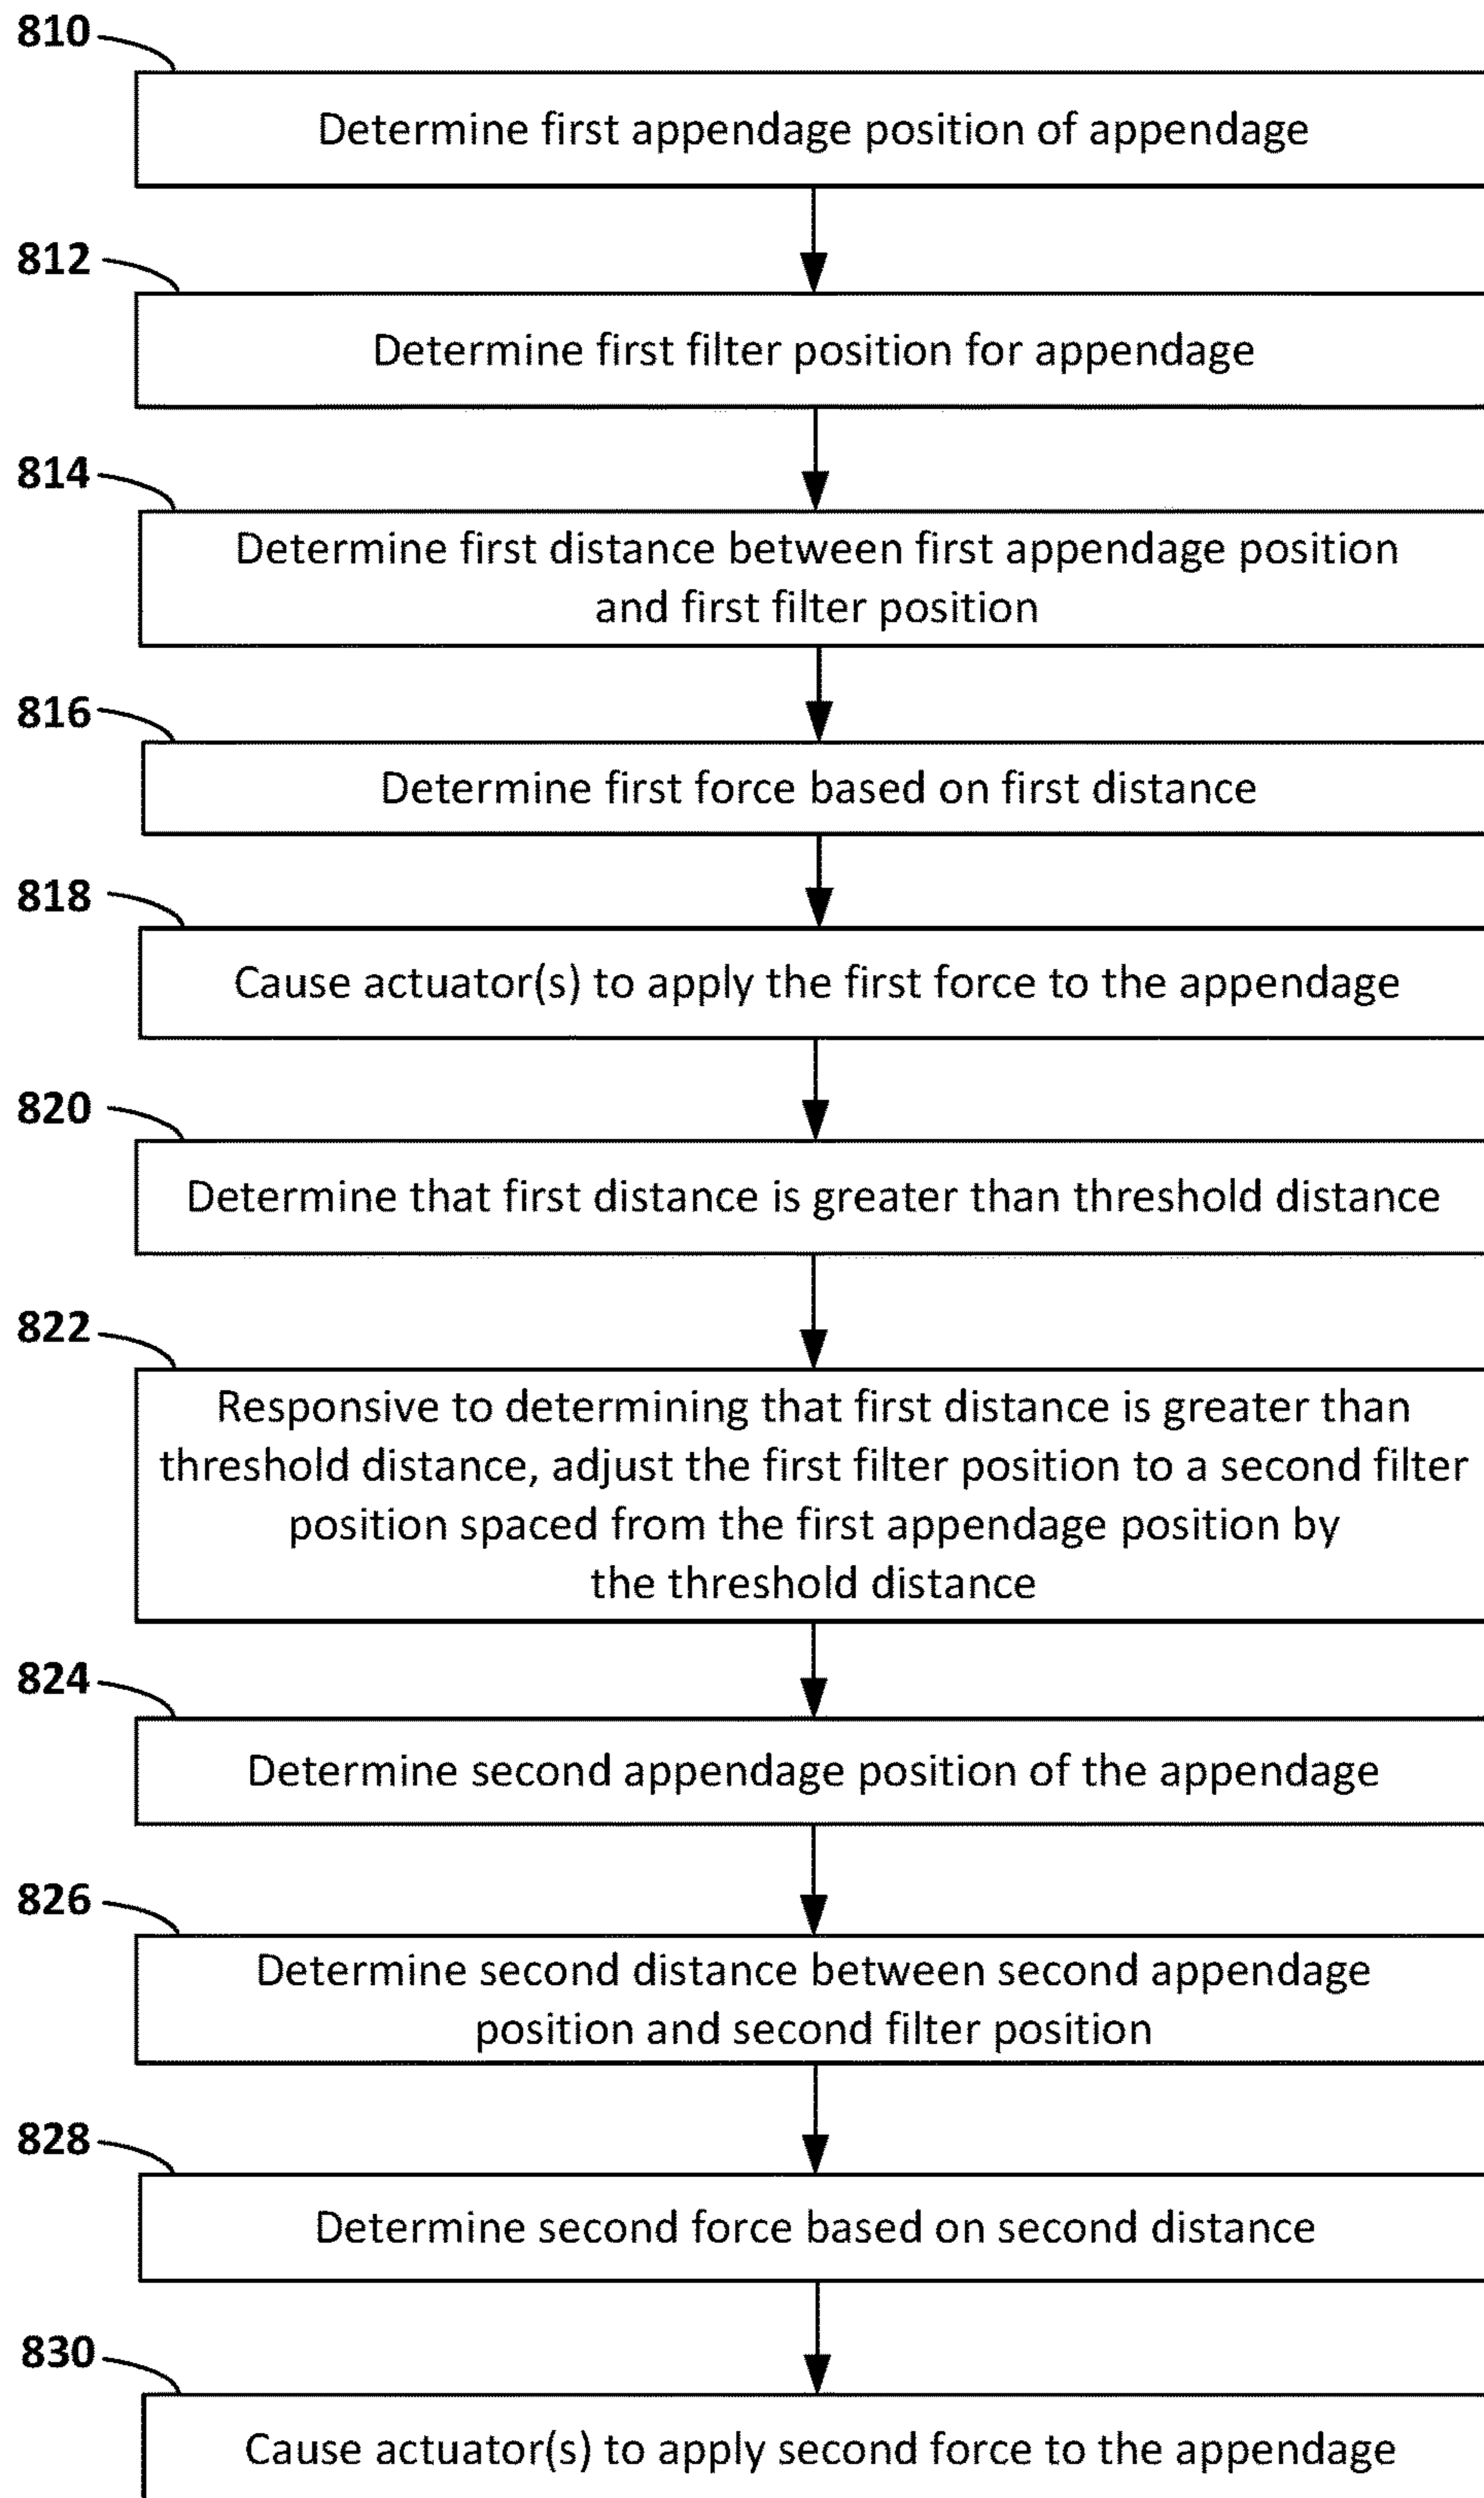 810
Determine first appendage position of appendage
812
Determine first filter position for appendage
814
Determine first distance between first appendage position
and first filter position
816
Determine first force based on first distance
818
Cause actuator(s) to apply the first force to the appendage
820
Determine that first distance is greater than threshold distance
822
Responsive to determining that first distance is greater than
threshold distance, adjust the first filter position to a second filter
position spaced from the first appendage position by
the threshold distance
824
Determine second appendage position of the appendage
826
Determine second distance between second appendage
position and second filter position
828
Determine second force based on second distance
830
Cause actuator(s) to apply second force to the appendage